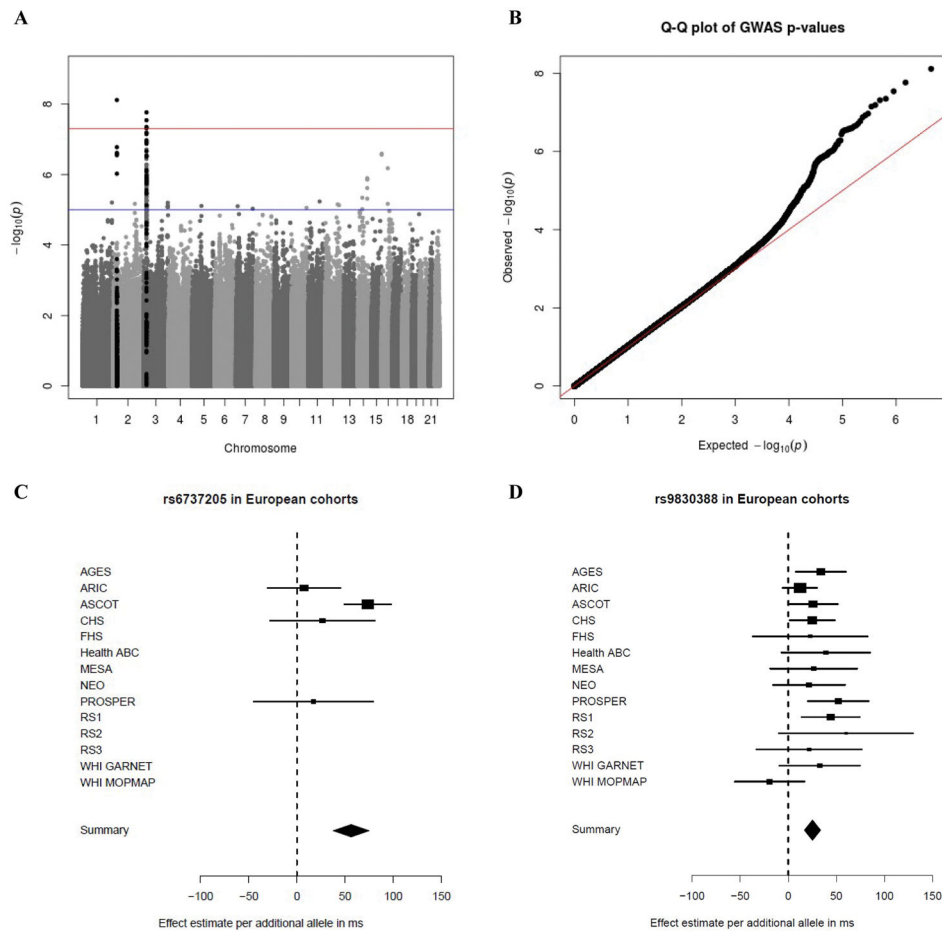 A
8
6
4
2
0
−log10(p)
1 2 3 4 5 6 7 8 9 11 13 15 18 21
Chromosome
B
Q-Q plot of GWAS p-values
8
6
4
2
0
Observed −log10(p)
0 1 2 3 4 5 6
Expected −log10(p)
C
rs6737205 in European cohorts
AGES
ARIC
ASCOT
CHS
FHS
Health ABC
MESA
NEO
PROSPER
RS1
RS2
RS3
WHI GARNET
WHI MOPMAP
Summary
−100 −50 0 50 100 150
Effect estimate per additional allele in ms
D
rs9830388 in European cohorts
AGES
ARIC
ASCOT
CHS
FHS
Health ABC
MESA
NEO
PROSPER
RS1
RS2
RS3
WHI GARNET
WHI MOPMAP
Summary
−100 −50 0 50 100 150
Effect estimate per additional allele in ms